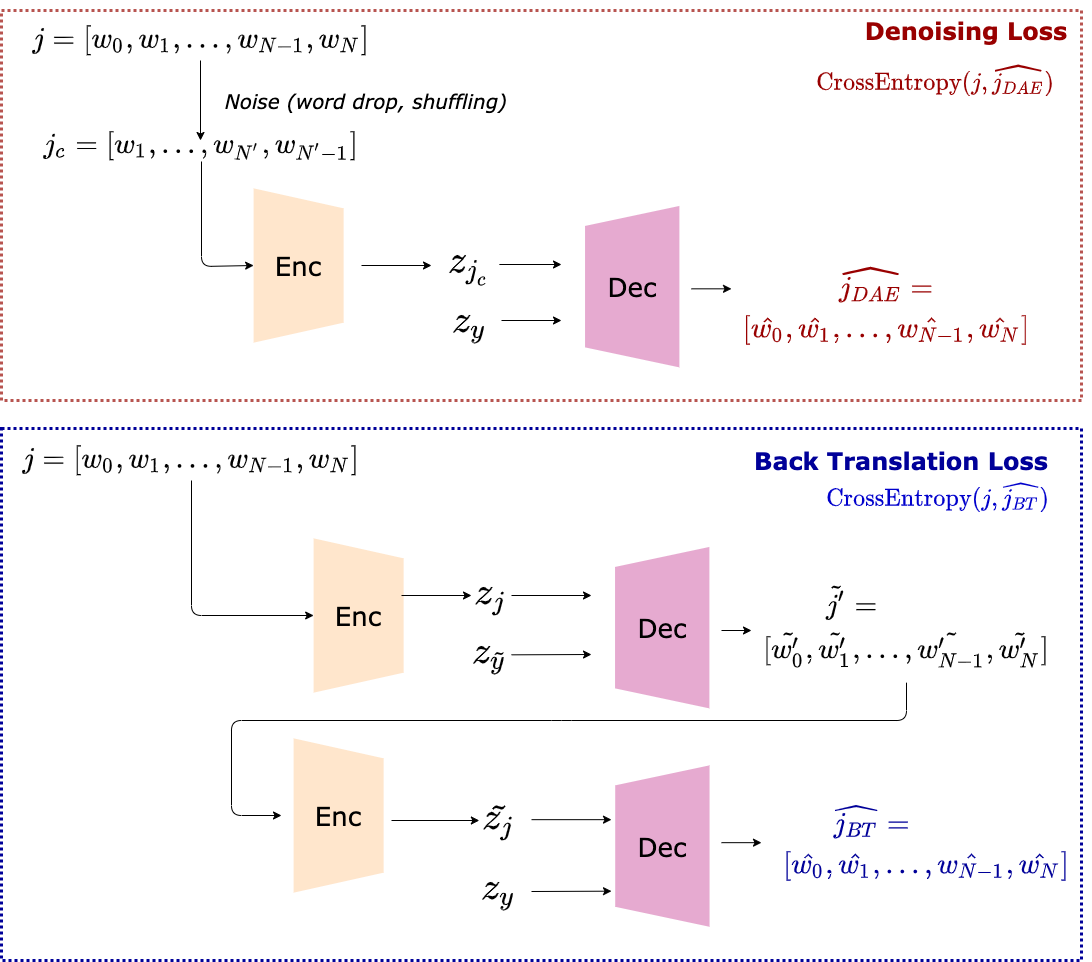 j = [w_0, w_1, ..., w_{N-1}, w_N]
Denoising Loss
CrossEntropy(j, \widehat{j_{DAE}})
Noise (word drop, shuffling)
j_c = [w_1, ..., w_{N'}, w_{N'-1}]
Enc
z_{j_c}
z_y
Dec
\widehat{j_{DAE}} =
[\hat{w_0}, \hat{w_1}, ..., \hat{w_{N-1}}, \hat{w_N}]
j = [w_0, w_1, ..., w_{N-1}, w_N]
Back Translation Loss
CrossEntropy(j, \widehat{j_{BT}})
Enc
z_j
z_{\tilde{y}}
Dec
\tilde{j'} =
[\tilde{w'_0}, \tilde{w'_1}, ..., \tilde{w'_{N-1}}, \tilde{w'_N}]
Enc
\tilde{z}_j
z_y
Dec
\widehat{j_{BT}} =
[\hat{w_0}, \hat{w_1}, ..., \hat{w_{N-1}}, \hat{w_N}]